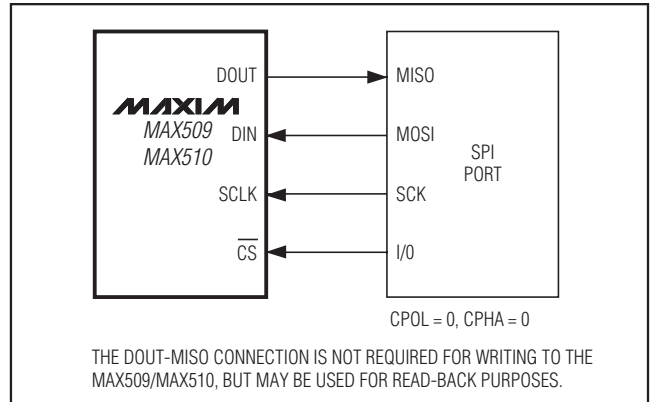 DOUT MISO
MAXIM
MAX509 DIN MOSI
MAX510
SPI
PORT
SCLK SCK
CS I/0
CPOL = 0, CPHA = 0
THE DOUT-MISO CONNECTION IS NOT REQUIRED FOR WRITING TO THE
MAX509/MAX510, BUT MAY BE USED FOR READ-BACK PURPOSES.